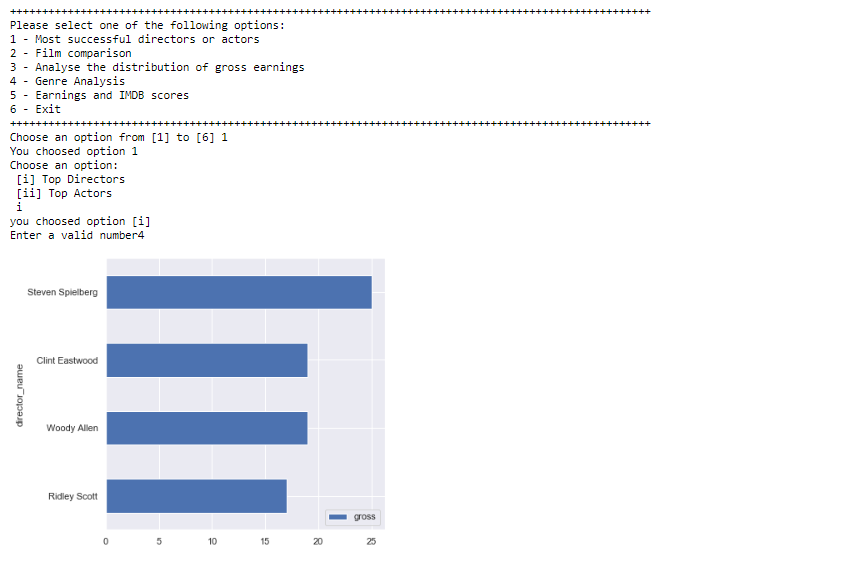 ++++++++++++++++++++++++++++++++++++++++++++++++++++++++++++++++++++++++++++++++++++++++++++++++++++
Please select one of the following options:
1 - Most successful directors or actors
2 - Film comparison
3 - Analyse the distribution of gross earnings
4 - Genre Analysis
5 - Earnings and IMDB scores
6 - Exit
++++++++++++++++++++++++++++++++++++++++++++++++++++++++++++++++++++++++++++++++++++++++++++++++++++
Choose an option from [1] to [6] 1
You choosed option 1
Choose an option:
[i] Top Directors
[ii] Top Actors
i
you choosed option [i]
Enter a valid number4
director_name
Steven Spielberg
Clint Eastwood
Woody Allen
Ridley Scott
gross
0 5 10 15 20 25